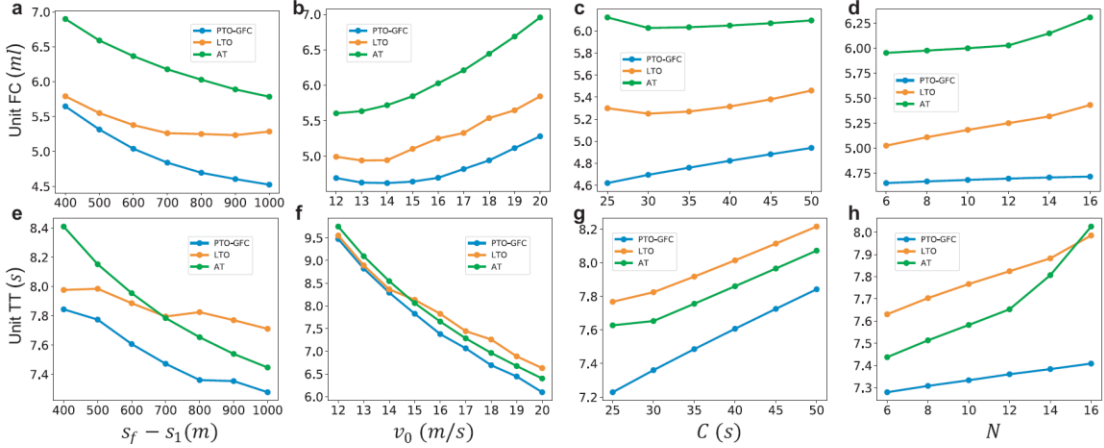 a
7.0
6.5
6.0
5.5
5.0
4.5
400 500 600 700 800 900 1000
PTO-GFC
LTO
AT
Unit FC (ml)
b
7.0
6.5
6.0
5.5
5.0
12 13 14 15 16 17 18 19 20
PTO-GFC
LTO
AT
c
6.2
6.0
5.8
5.6
5.4
5.2
5.0
4.8
4.6
25 30 35 40 45 50
PTO-GFC
LTO
AT
d
6.25
6.00
5.75
5.50
5.25
5.00
4.75
6 8 10 12 14 16
PTO-GFC
LTO
AT
e
8.4
8.2
8.0
7.8
7.6
7.4
400 500 600 700 800 900 1000
PTO-GFC
LTO
AT
Unit TT (s)
s_f − s_1(m)
f
9.5
9.0
8.5
8.0
7.5
7.0
6.5
6.0
12 13 14 15 16 17 18 19 20
PTO-GFC
LTO
AT
v_0 (m/s)
g
8.2
8.0
7.8
7.6
7.4
7.2
25 30 35 40 45 50
PTO-GFC
LTO
AT
C (s)
h
8.0
7.9
7.8
7.7
7.6
7.5
7.4
7.3
6 8 10 12 14 16
PTO-GFC
LTO
AT
N